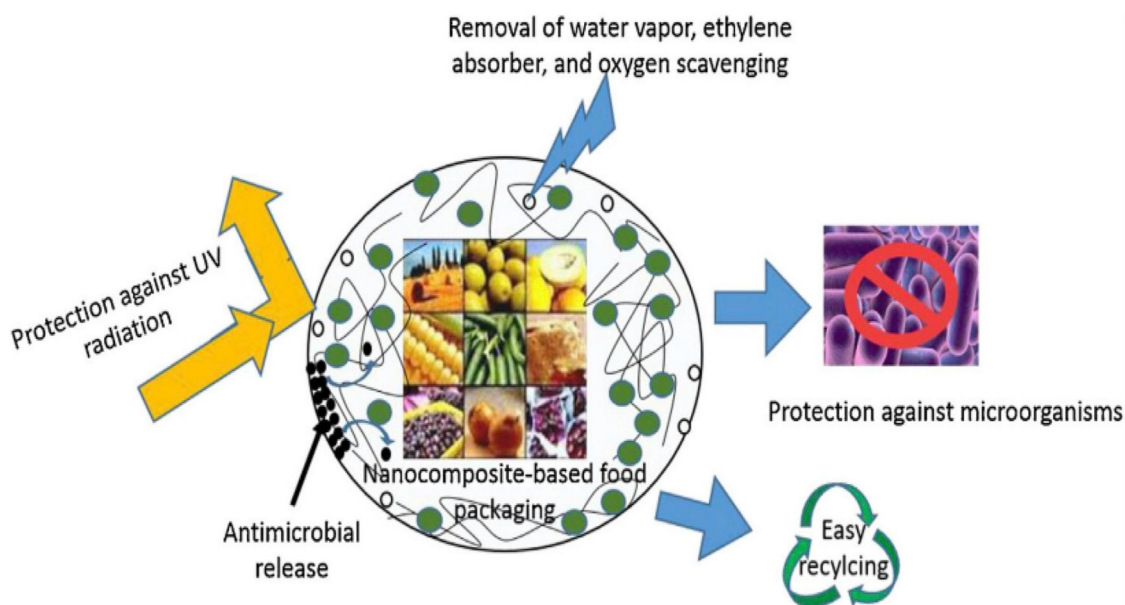 Removal of water vapor, ethylene
absorber, and oxygen scavenging
Protection against UV
radiation
Protection against microorganisms
Nanocomposite-based food
packaging
Antimicrobial
release
Easy
recylcing